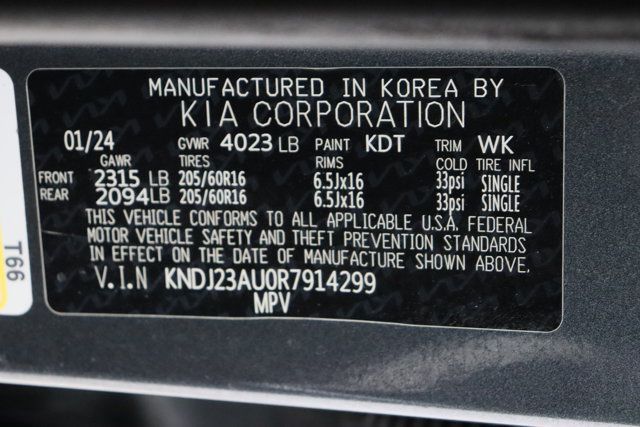 MANUFACTURED IN KOREA BY
KIA CORPORATION
01/24 GVWR 4023 LB PAINT KDT TRIM WK
GAWR TIRES RIMS COLD TIRE INFL
FRONT 2315 LB 205/60R16 6.5Jx16 33psi SINGLE
REAR 2094LB 205/60R16 6.5Jx16 33psi SINGLE
THIS VEHICLE CONFORMS TO ALL APPLICABLE U.S.A. FEDERAL
MOTOR VEHICLE SAFETY AND THEFT PREVENTION STANDARDS
IN EFFECT ON THE DATE OF MANUFACTURE SHOWN ABOVE.
V.I.N KNDJ23AU0R7914299
MPV
T66